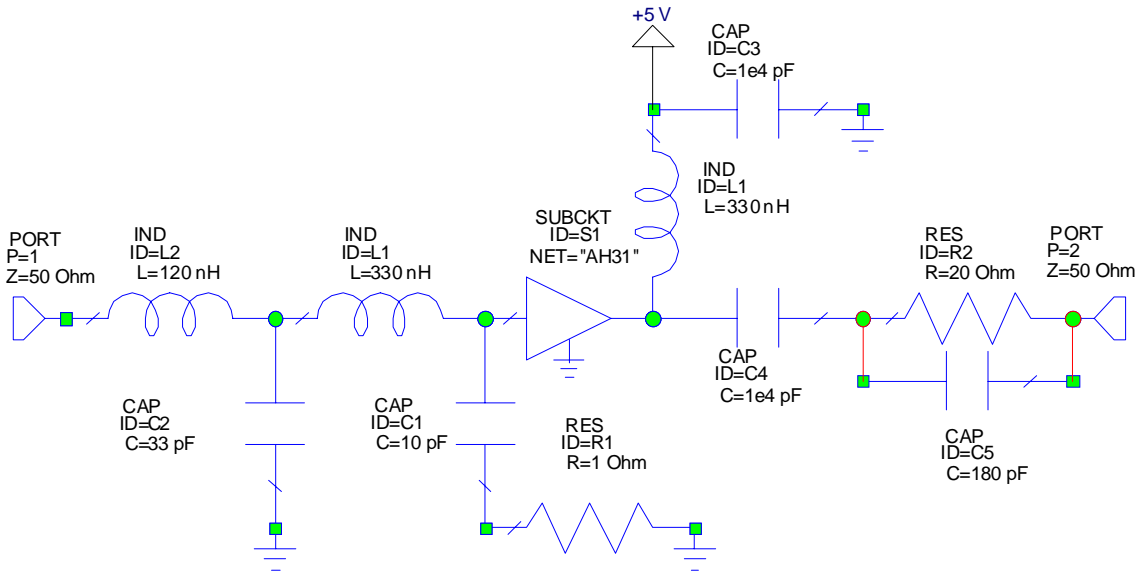 +5 V
CAP
ID=C3
C=1e4 pF
IND
ID=L1
L=330 nH
SUBCKT
ID=S1
NET="AH31"
PORT
P=1
Z=50 Ohm
IND
ID=L2
L=120 nH
IND
ID=L1
L=330 nH
RES
ID=R2
R=20 Ohm
PORT
P=2
Z=50 Ohm
CAP
ID=C4
C=1e4 pF
CAP
ID=C2
C=33 pF
CAP
ID=C1
C=10 pF
RES
ID=R1
R=1 Ohm
CAP
ID=C5
C=180 pF